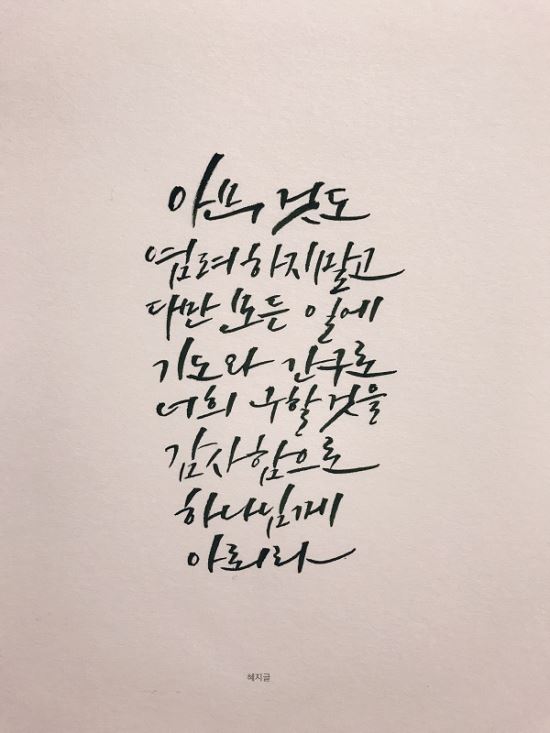 아무 것도
염려하지말고
다만 모든 일에
기도와 간구로
너희 구할 것을
감사함으로
하나님께
아뢰라
혜지글